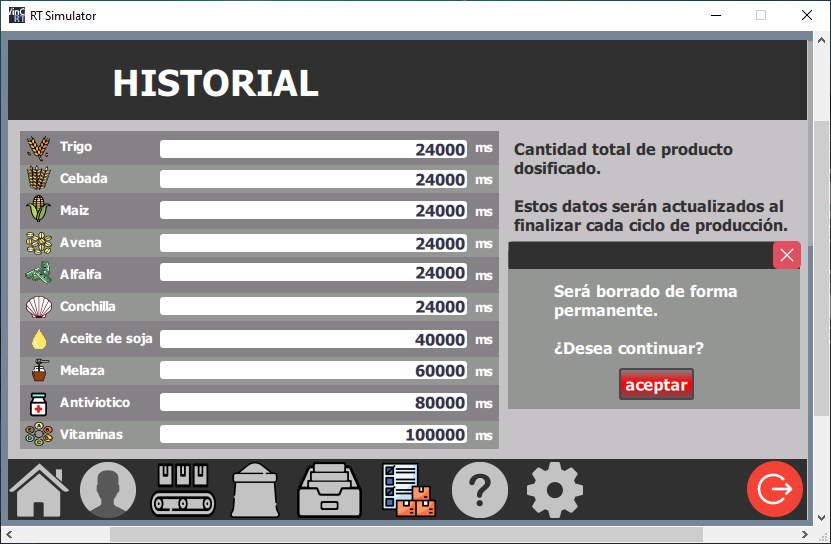 RT Simulator
HISTORIAL
Trigo 24000 ms
Cebada 24000 ms
Maiz 24000 ms
Avena 24000 ms
Alfalfa 24000 ms
Conchilla 24000 ms
Aceite de soja 40000 ms
Melaza 60000 ms
Antiviotico 80000 ms
Vitaminas 100000 ms
Cantidad total de producto
dosificado.
Estos datos serán actualizados al
finalizar cada ciclo de producción.
Será borrado de forma
permanente.
¿Desea continuar?
aceptar
?